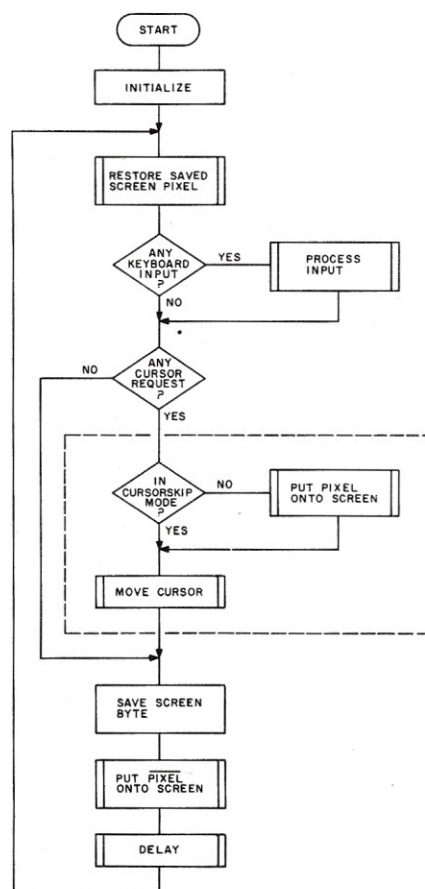 START
INITIALIZE
RESTORE SAVED
SCREEN PIXEL
ANY
KEYBOARD
INPUT
?
YES
PROCESS
INPUT
NO
ANY
CURSOR
REQUEST
?
NO
YES
IN
CURSORSKIP
MODE
?
NO
PUT PIXEL
ONTO SCREEN
YES
MOVE CURSOR
SAVE SCREEN
BYTE
PUT PIXEL
ONTO SCREEN
DELAY